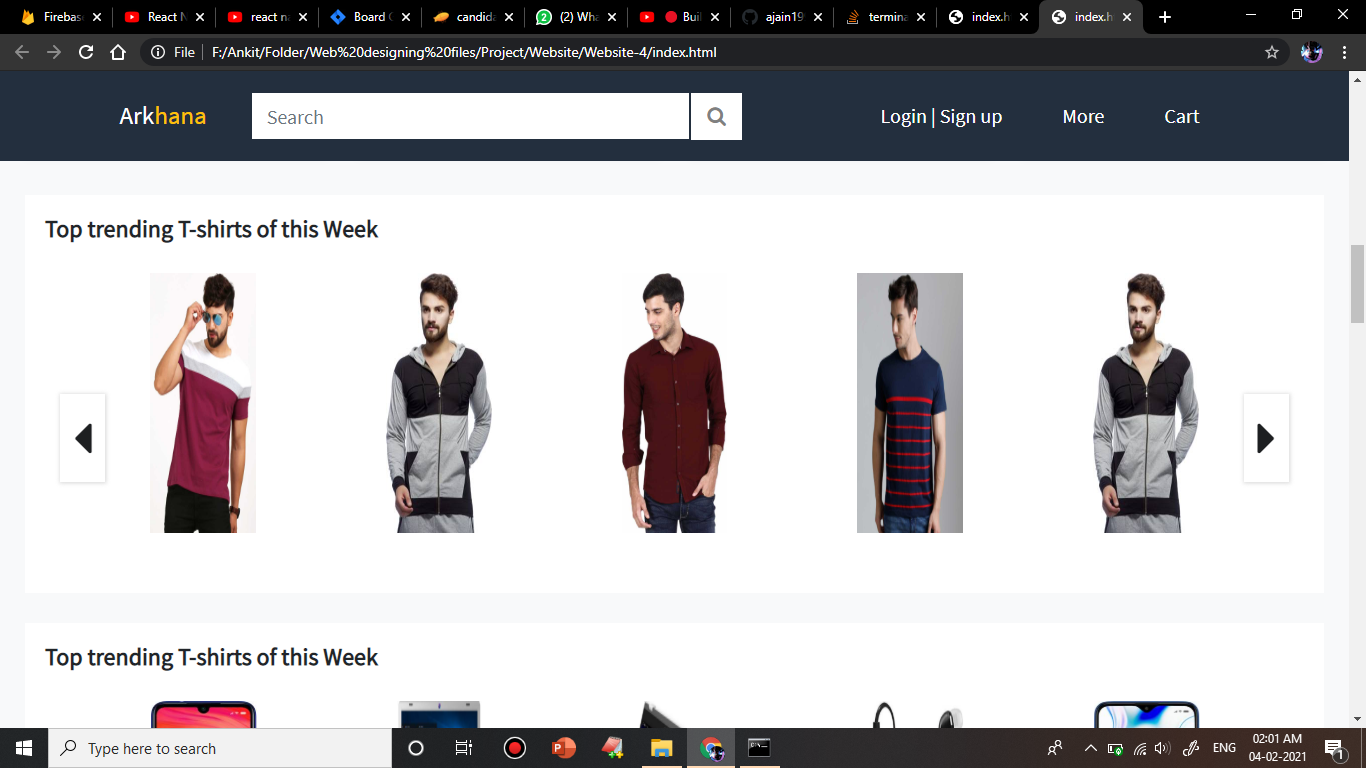 Firebase React N react na Board candida (2) Wha Buil ajain19 termina index.h index.h
File F:/Ankit/Folder/Web%20designing%20files/Project/Website/Website-4/index.html
Arkhana Search Login | Sign up More Cart
Top trending T-shirts of this Week
Top trending T-shirts of this Week
Type here to search ENG 02:01 AM
04-02-2021 1